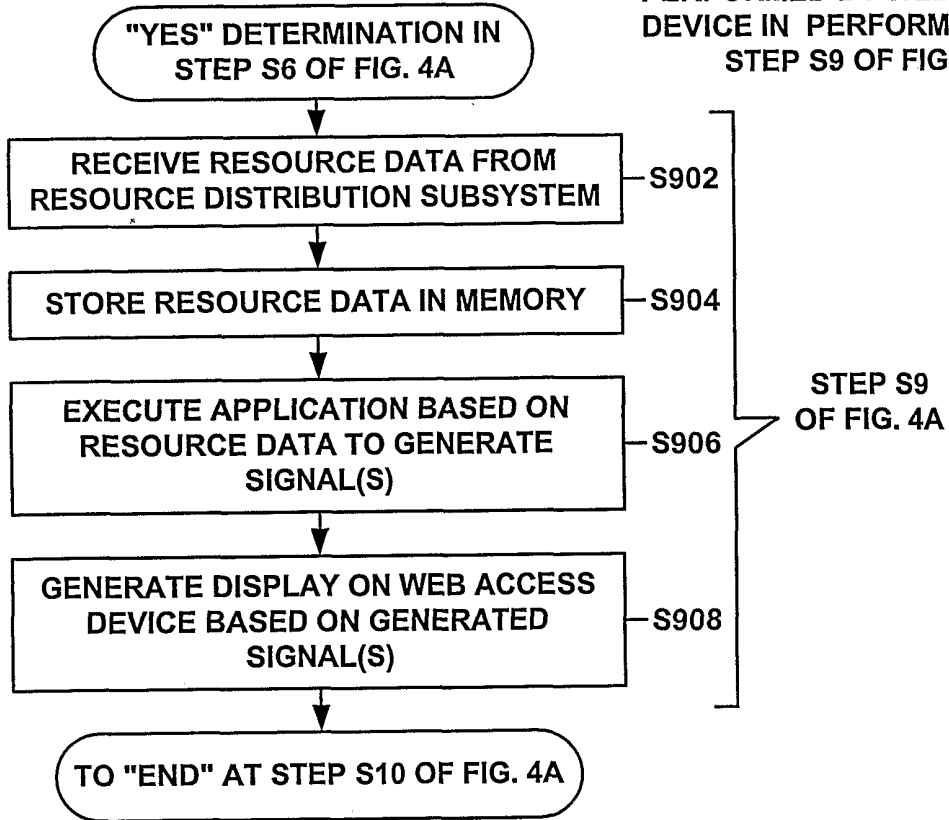 DEVICE IN PERFORM
STEP S9 OF FIG
"YES" DETERMINATION IN
STEP S6 OF FIG. 4A
RECEIVE RESOURCE DATA FROM
RESOURCE DISTRIBUTION SUBSYSTEM
S902
STORE RESOURCE DATA IN MEMORY
S904
EXECUTE APPLICATION BASED ON
RESOURCE DATA TO GENERATE
SIGNAL(S)
S906
GENERATE DISPLAY ON WEB ACCESS
DEVICE BASED ON GENERATED
SIGNAL(S)
S908
STEP S9
OF FIG. 4A
TO "END" AT STEP S10 OF FIG. 4A